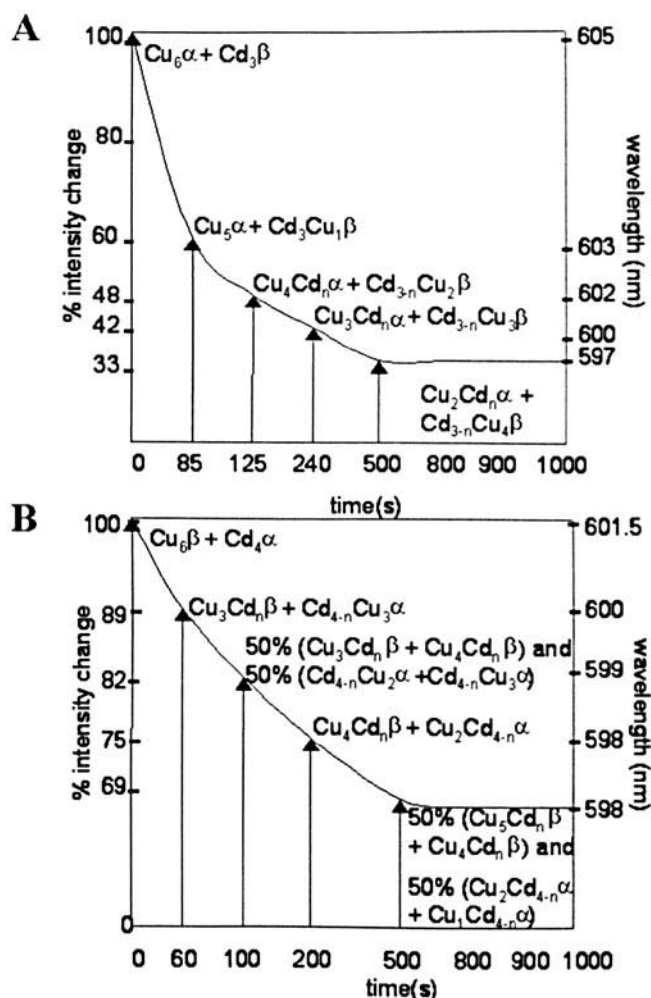 A
100
80
60
48
42
33
% intensity change
Cu₆α + Cd₃β
Cu₅α + Cd₃Cu₁β
Cu₄Cdₙα + Cd₃₋ₙCu₂β
Cu₃Cdₙα + Cd₃₋ₙCu₃β
Cu₂Cdₙα +
Cd₃₋ₙCu₄β
605
603
602
600
597
wavelength (nm)
0 85 125 240 500 800 900 1000
time(s)
B
100
89
82
75
69
0
% intensity change
Cu₆β + Cd₄α
Cu₃Cdₙβ + Cd₄₋ₙCu₃α
50% (Cu₃Cdₙβ + Cu₄Cdₙβ) and
50% (Cd₄₋ₙCu₂α +Cd₄₋ₙCu₃α)
Cu₄Cdₙβ + Cu₂Cd₄₋ₙα
50% (Cu₅Cdₙβ
+ Cu₄Cdₙβ) and
50% (Cu₂Cd₄₋ₙα
+ Cu₁Cd₄₋ₙα)
601.5
600
599
598
598
wavelength (nm)
0 60 100 200 500 800 900 1000
time(s)